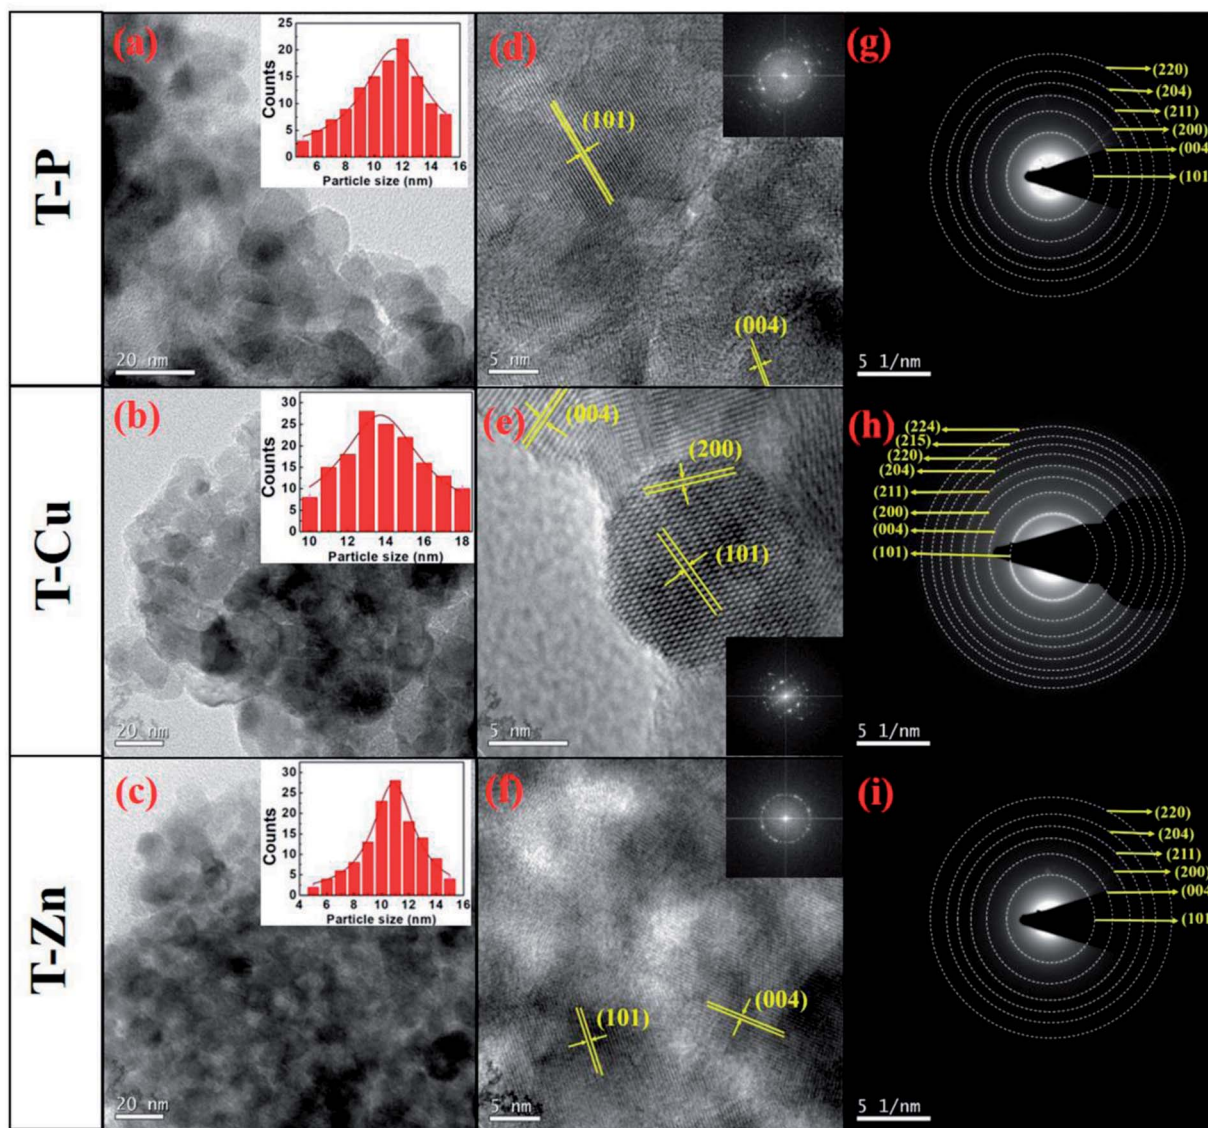 T-P
(a)
25
20
15
10
5
0
Counts
6 8 10 12 14 16
Particle size (nm)
20 nm
(d)
(101)
(004)
5 nm
(g)
(220)
(204)
(211)
(200)
(004
(101
5 1/nm
T-Cu
(b)
30
25
20
15
10
5
0
Counts
10 12 14 16 18
Particle size (nm)
20 nm
(e)
(004)
(200)
(101)
5 nm
(h)
(224)
(215)
(220)
(204)
(211)
(200)
(004)
(101)
5 1/nm
T-Zn
(c)
30
25
20
15
10
5
0
Counts
4 6 8 10 12 14 16
Particle size (nm)
20 nm
(f)
(101)
(004)
5 nm
(i)
(220)
(204)
(211)
(200)
(004
(101
5 1/nm